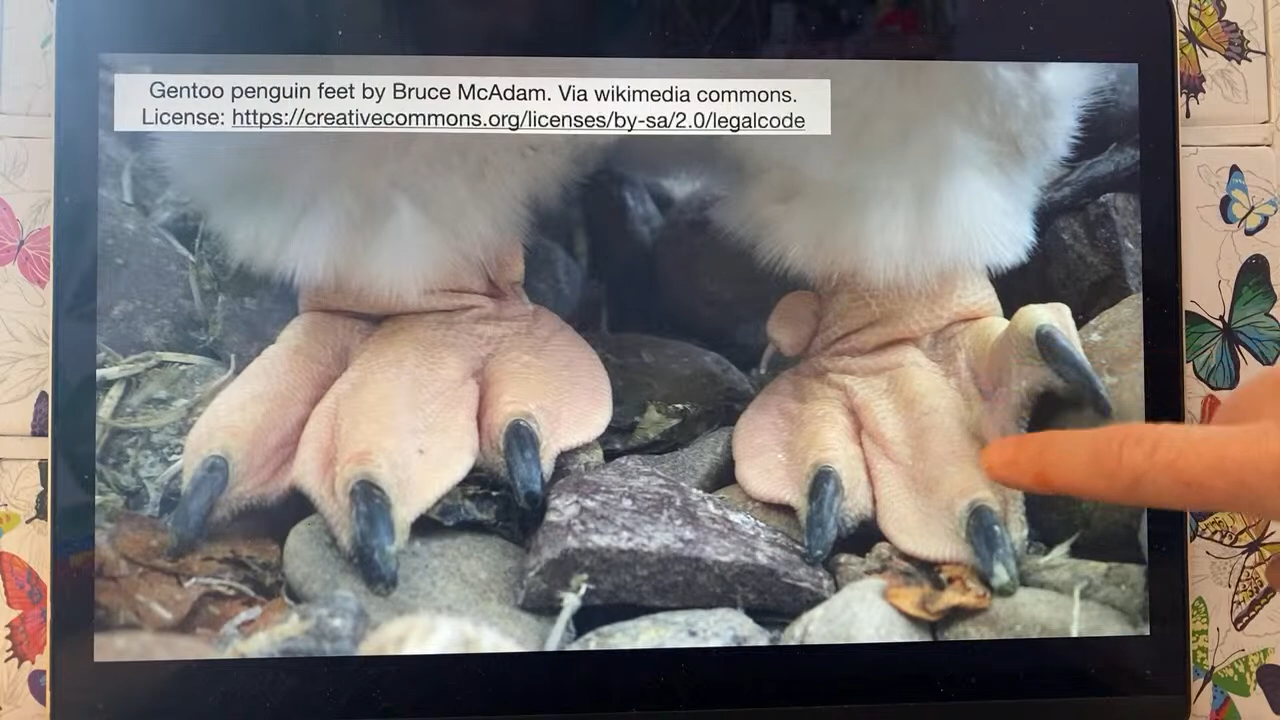 Gentoo penguin feet by Bruce McAdam. Via wikimedia commons.
License: https://creativecommons.org/licenses/by-sa/2.0/legalcode